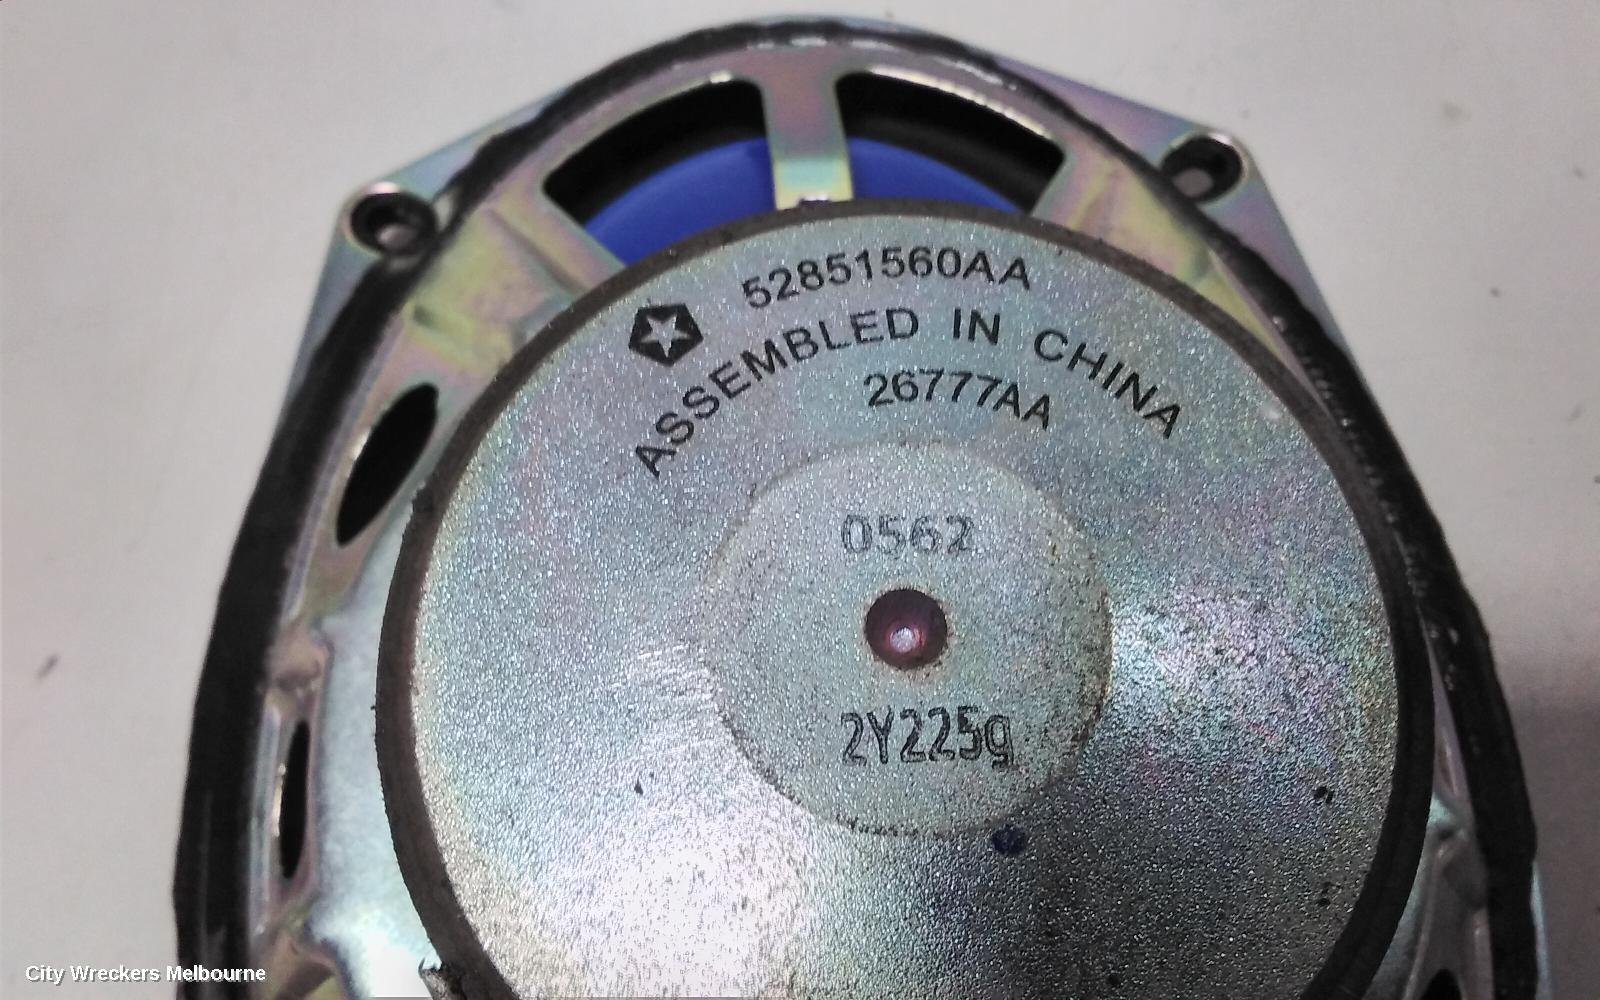 52851560AA
ASSEMBLED IN CHINA
26777AA
0562
2Y225g
City Wreckers Melbourne